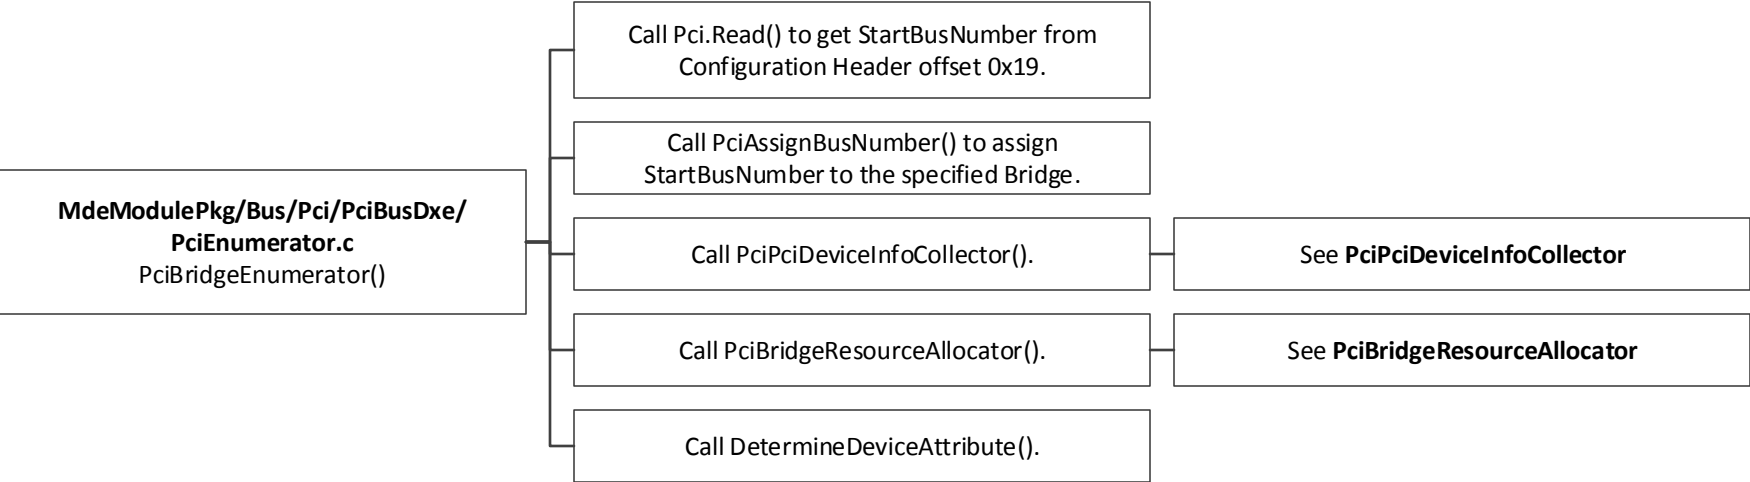 MdeModulePkg/Bus/Pci/PciBusDxe/
PciEnumerator.c
PciBridgeEnumerator()
Call Pci.Read() to get StartBusNumber from
Configuration Header offset 0x19.
Call PciAssignBusNumber() to assign
StartBusNumber to the specified Bridge.
Call PciPciDeviceInfoCollector().
See PciPciDeviceInfoCollector
Call PciBridgeResourceAllocator().
See PciBridgeResourceAllocator
Call DetermineDeviceAttribute().